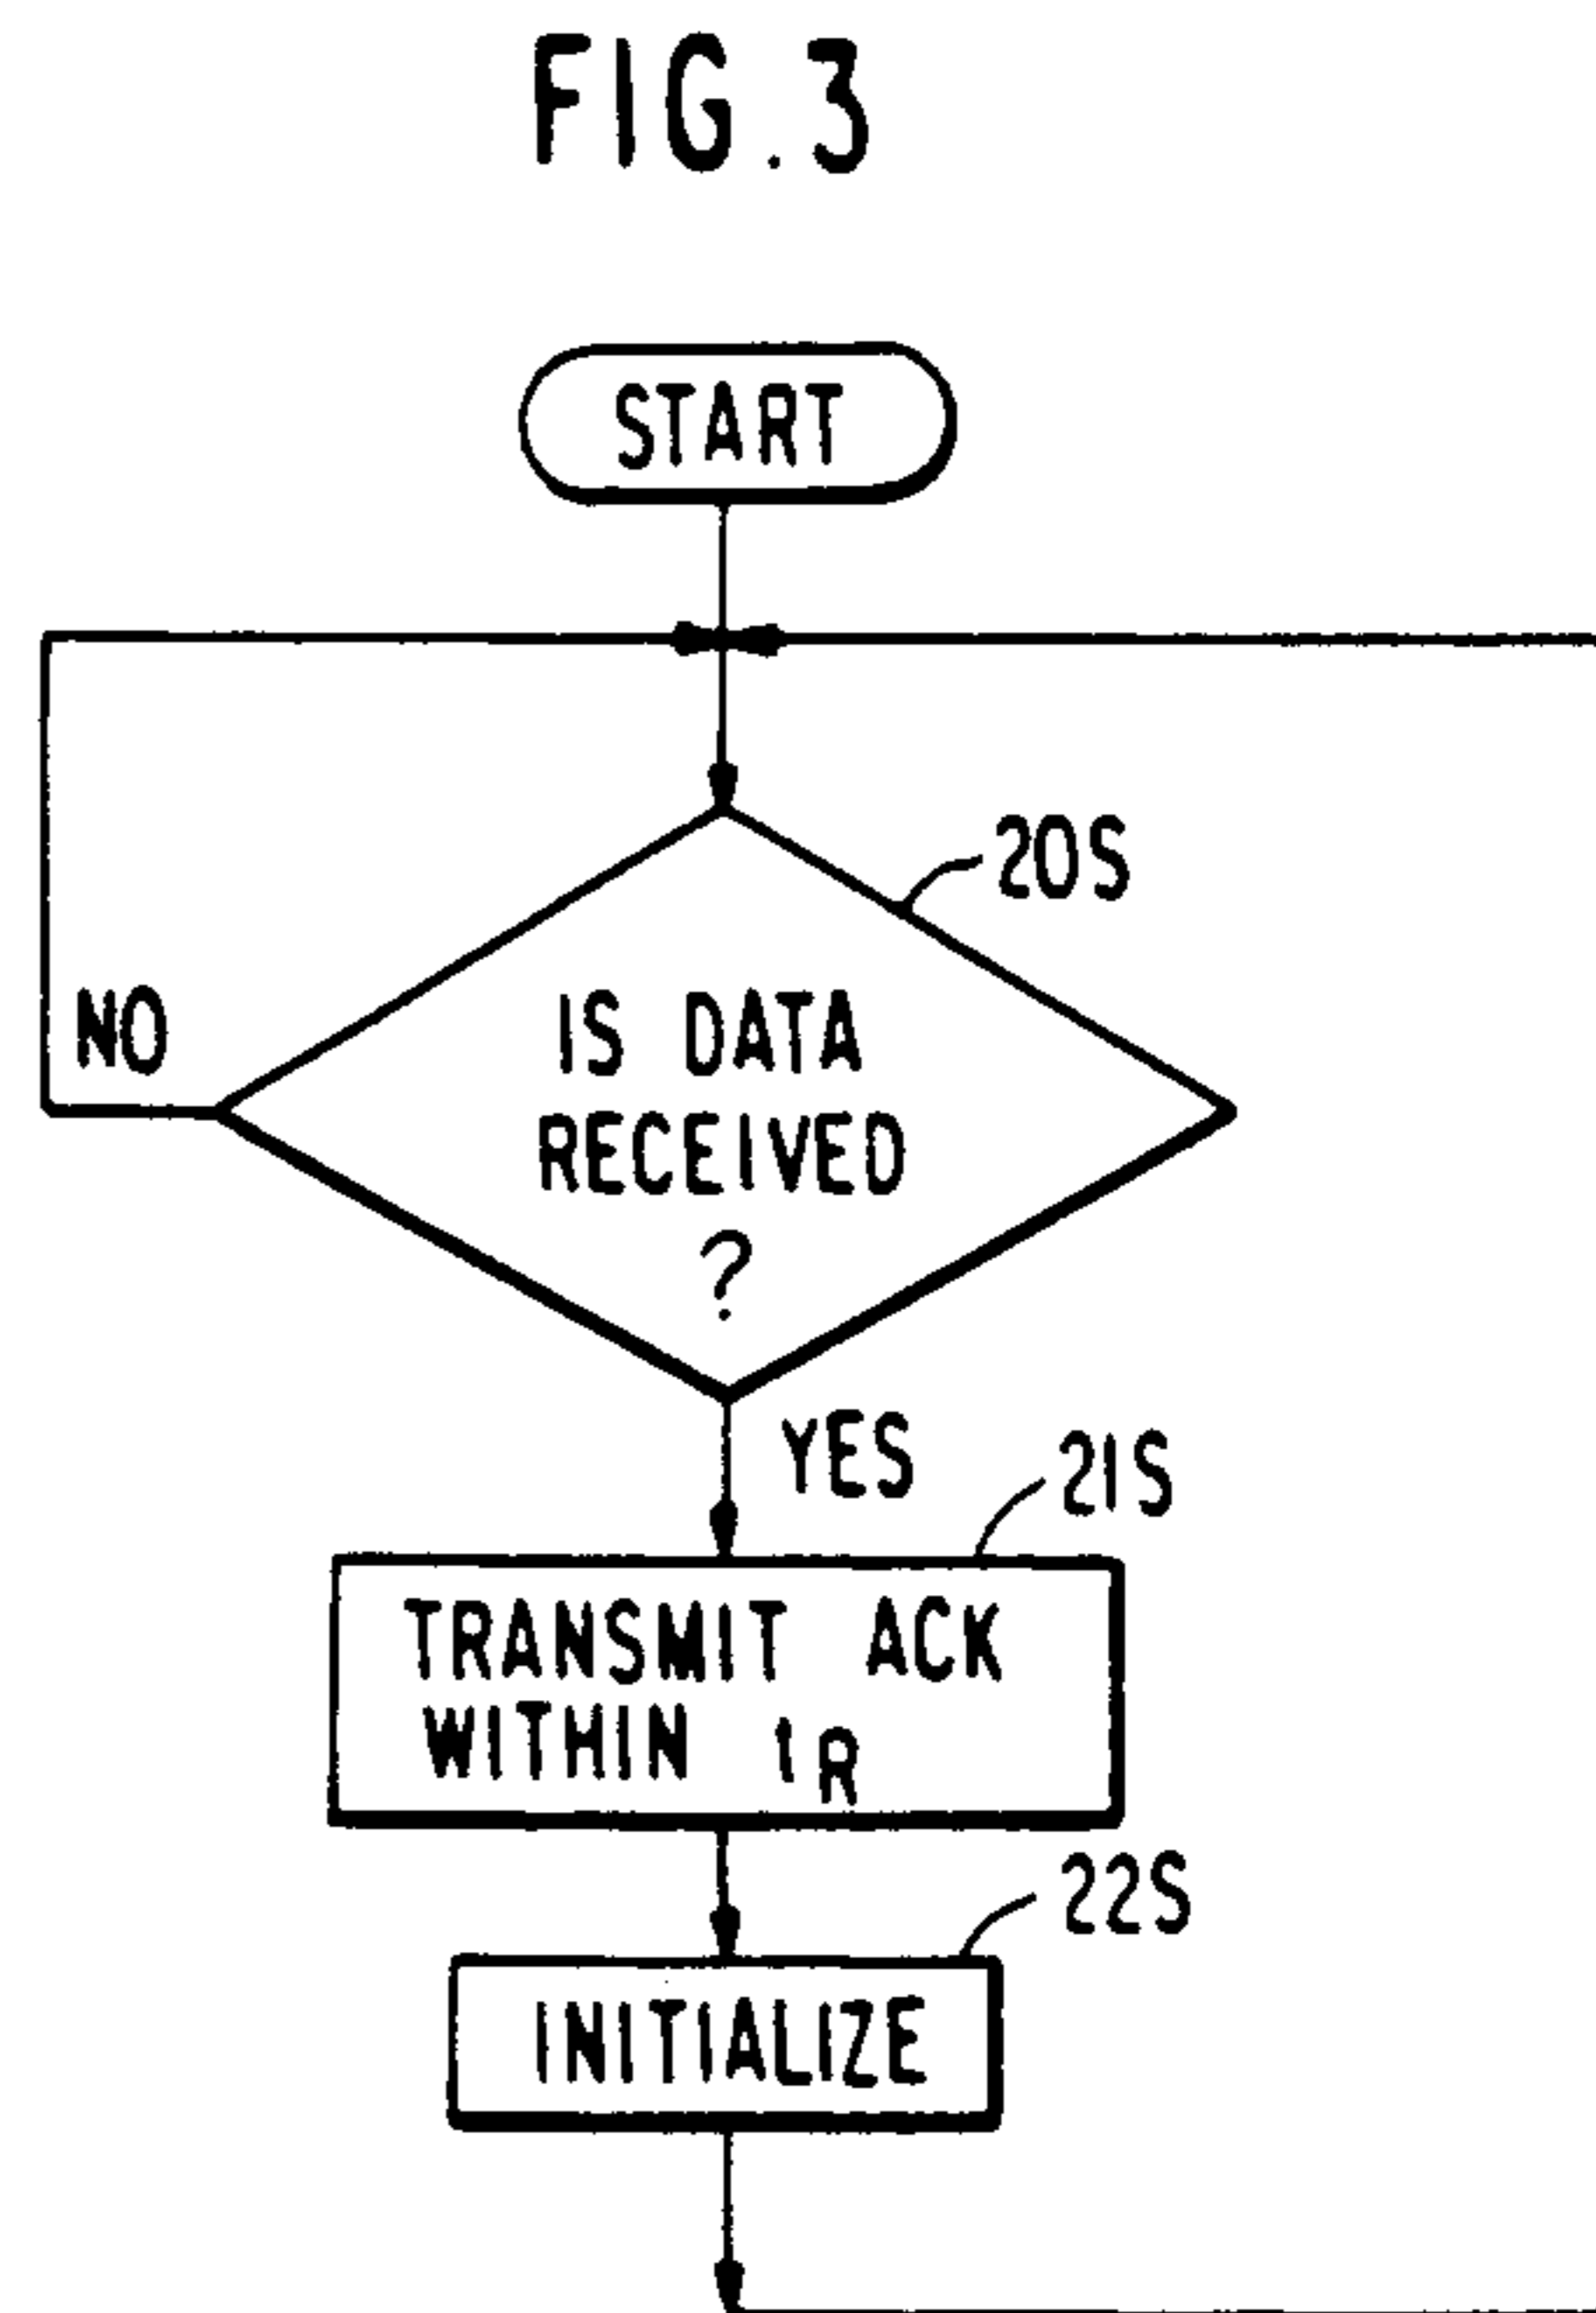 FIG.3
START
20S
NO
IS DATA
RECEIVED
?
YES
21S
TRANSMIT ACK
WITHIN tR
22S
INITIALIZE